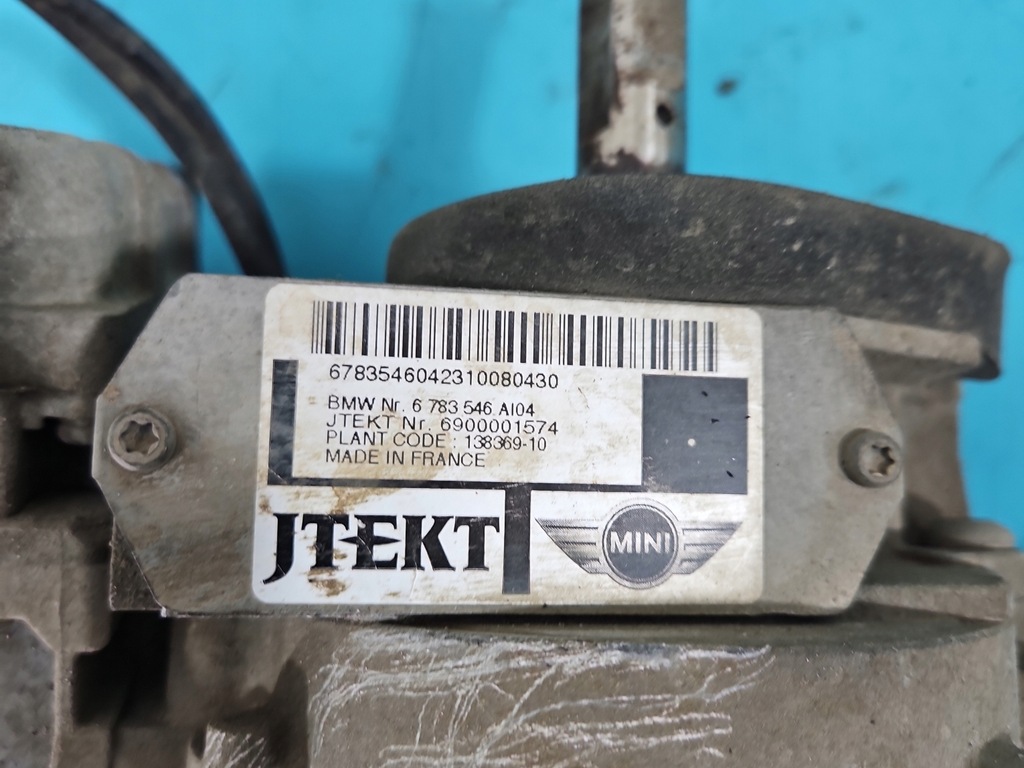 6783546042310080430
BMW Nr. 6 783 546 AI04
JTEKT Nr. 6900001574
PLANT CODE : 138369-10
MADE IN FRANCE
JTEKT
MINI